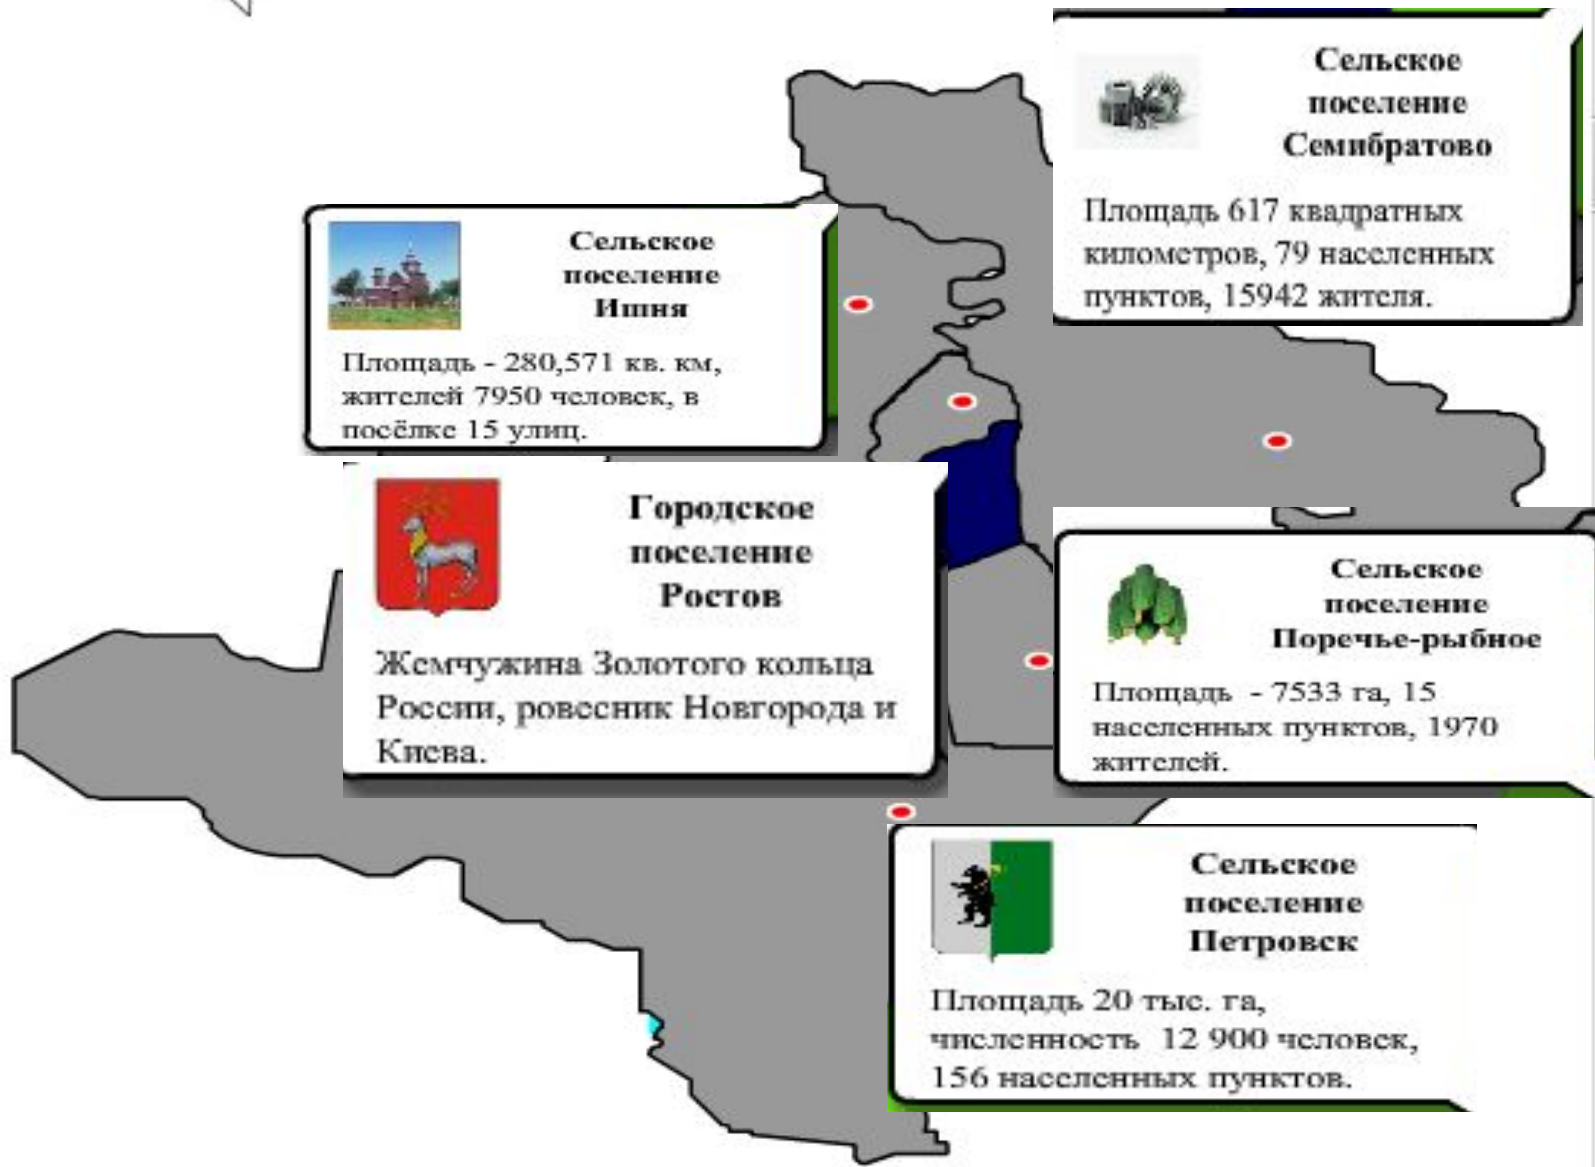 Сельское
поселение
Семибратово
Площадь 617 квадратных
километров, 79 населенных
пунктов, 15942 жителя.
Сельское
поселение
Ишня
Площадь - 280,571 кв. км,
жителей 7950 человек, в
посёлке 15 улиц.
Городское
поселение
Ростов
Жемчужина Золотого кольца
России, ровесник Новгорода и
Киева.
Сельское
поселение
Поречье-рыбное
Площадь - 7533 га, 15
населенных пунктов, 1970
жителей.
Сельское
поселение
Петровск
Площадь 20 тыс. га,
численность 12 900 человек,
156 населенных пунктов.